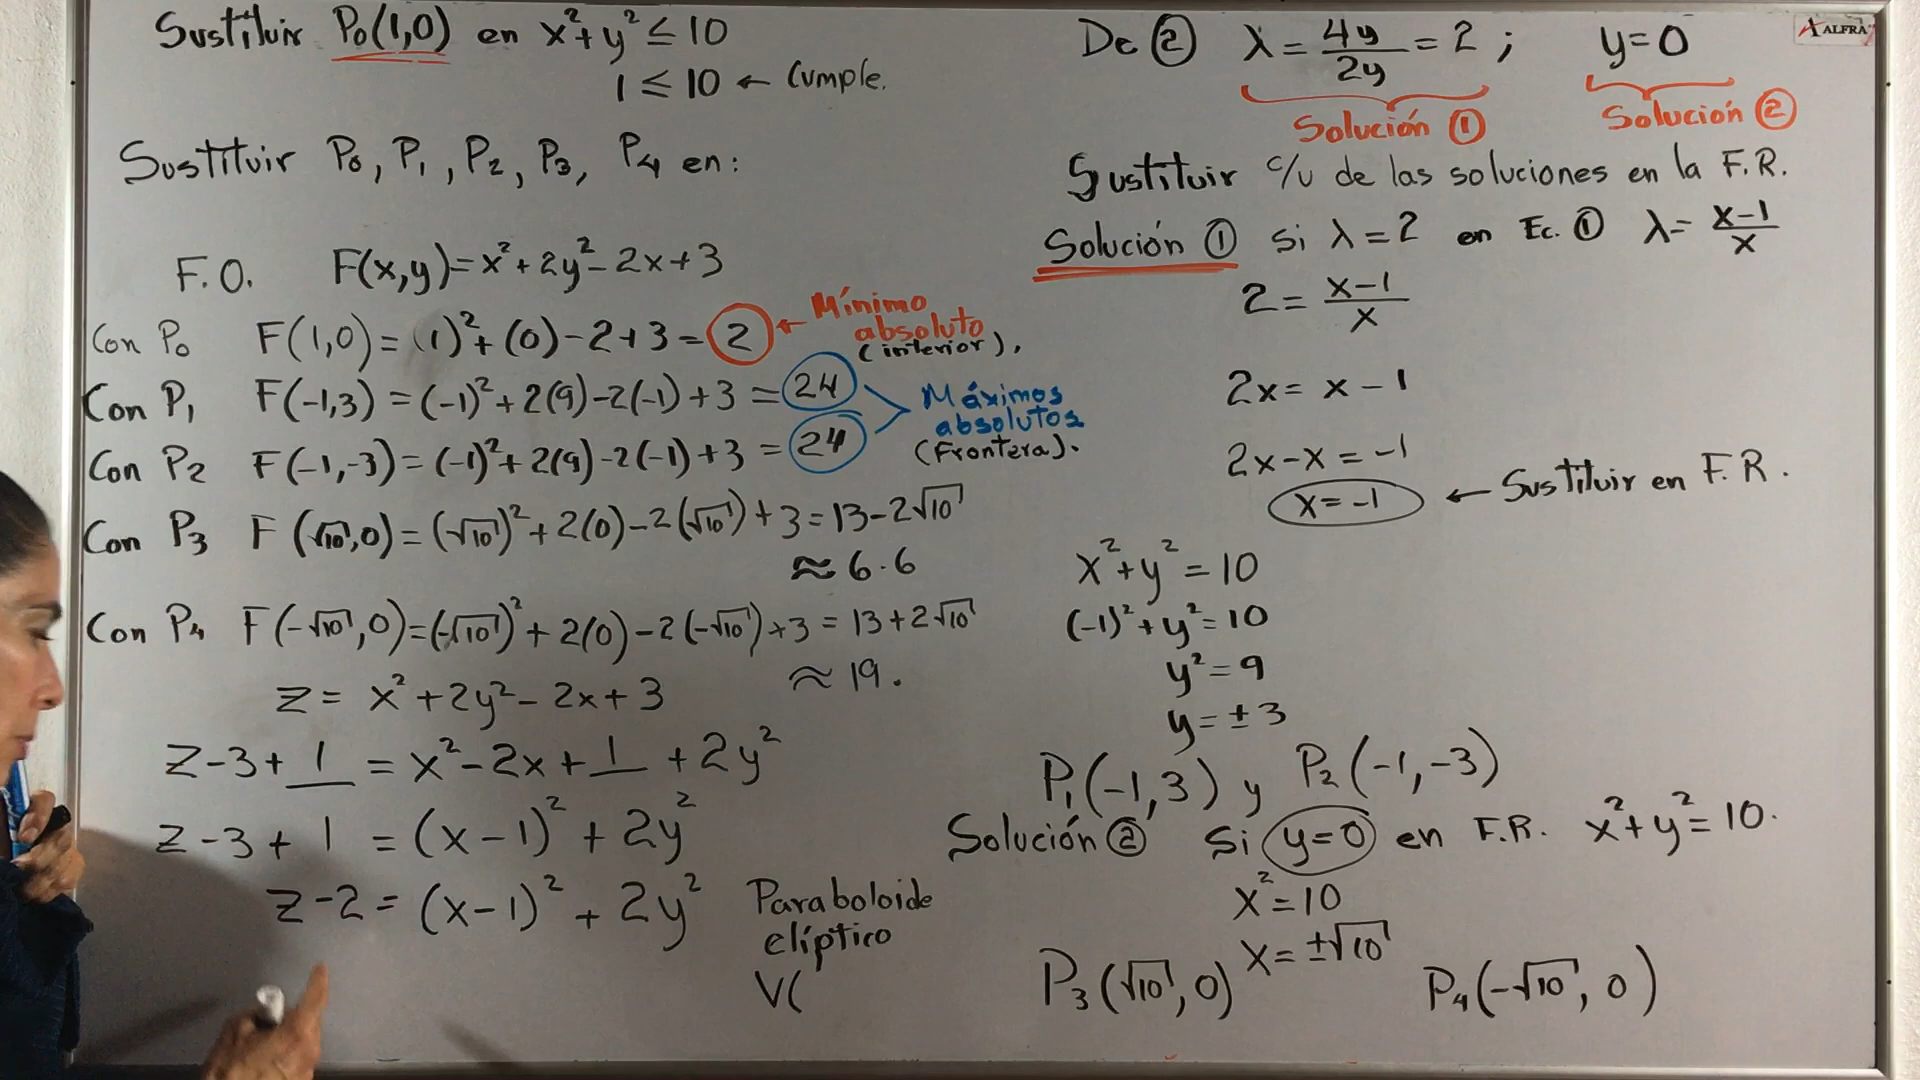 Sustituir P₀(1,0) en x²+y² ≤ 10
1 ≤ 10 ← Cumple.
Sustituir P₀, P₁, P₂, P₃, P₄ en:
F.O. F(x,y)=x²+2y²-2x+3
Con P₀ F(1,0)=(1)²+(0)-2+3=2 ← Mínimo absoluto (interior),
Con P₁ F(-1,3)=(-1)²+2(9)-2(-1)+3=24
Con P₂ F(-1,-3)=(-1)²+2(9)-2(-1)+3=24
Máximos absolutos (Frontera).
Con P₃ F(√10,0)=(√10)²+2(0)-2(√10)+3=13-2√10
≈6.6
Con P₄ F(-√10,0)=(-√10)²+2(0)-2(-√10)+3=13+2√10
≈19.
z= x²+2y²-2x+3
z-3+1=x²-2x+1+2y²
z-3+1=(x-1)²+2y²
z-2=(x-1)²+2y² Paraboloide
elíptico
V(
De ② λ=4y/2y=2; y=0
Solución ① Solución ②
Sustituir c/u de las soluciones en la F.R.
Solución ① Si λ=2 en Ec.① λ=x-1/x
2=x-1/x
2x=x-1
2x-x=-1
x=-1 ← Sustituir en F.R.
x²+y²=10
(-1)²+y²=10
y²=9
y=±3
P₁(-1,3) y P₂(-1,-3)
Solución ② Si y=0 en F.R. x²+y²=10.
x²=10
x=±√10
P₃(√10,0) P₄(-√10,0)
ALFRA